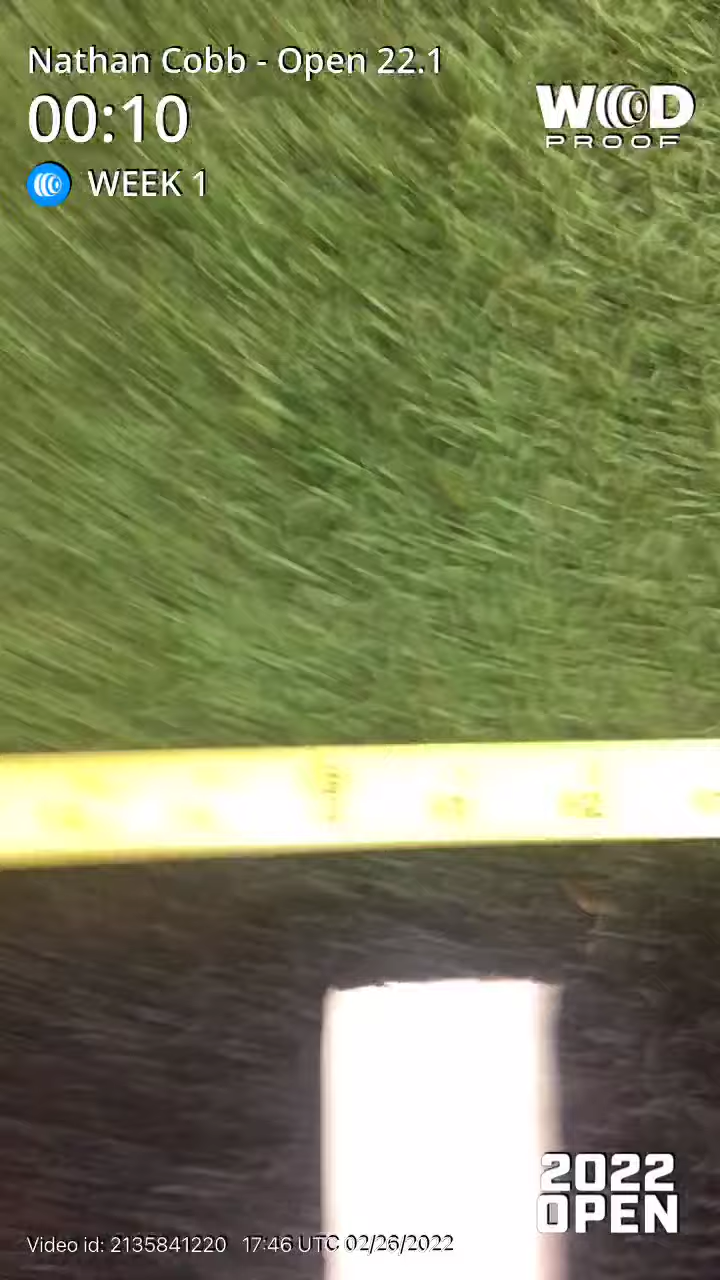 Nathan Cobb - Open 22.1
00:10
WOD
PROOF
WEEK 1
2022
OPEN
Video id: 2135841220 17:46 UTC 02/26/2022